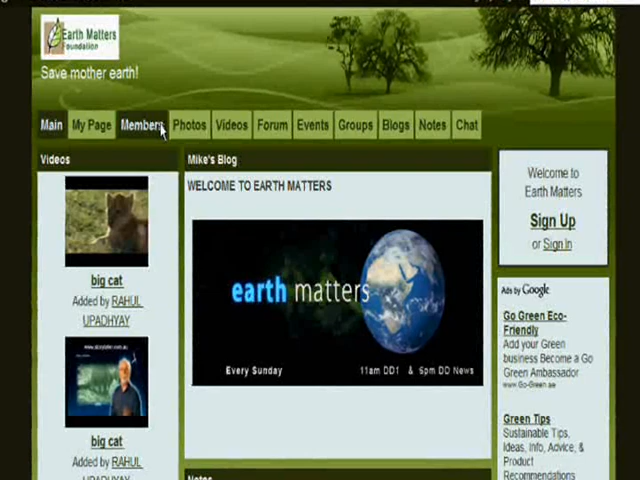 Earth Matters
Foundation
Save mother earth!
Main My Page Members Photos Videos Forum Events Groups Blogs Notes Chat
Videos
big cat
Added by RAHUL
UPADHYAY
big cat
Added by RAHUL
UPADHYAY
Mike's Blog
WELCOME TO EARTH MATTERS
earth matters
Every Sunday 11am DD1 & 6pm DD News
Notes
Welcome to
Earth Matters
Sign Up
or Sign In
Ads by Google
Go Green Eco-
Friendly
Add your Green
business Become a Go
Green Ambassador
www.Go-Green.ae
Green Tips
Sustainable Tips,
Ideas, Info, Advice, &
Product
Recommendations